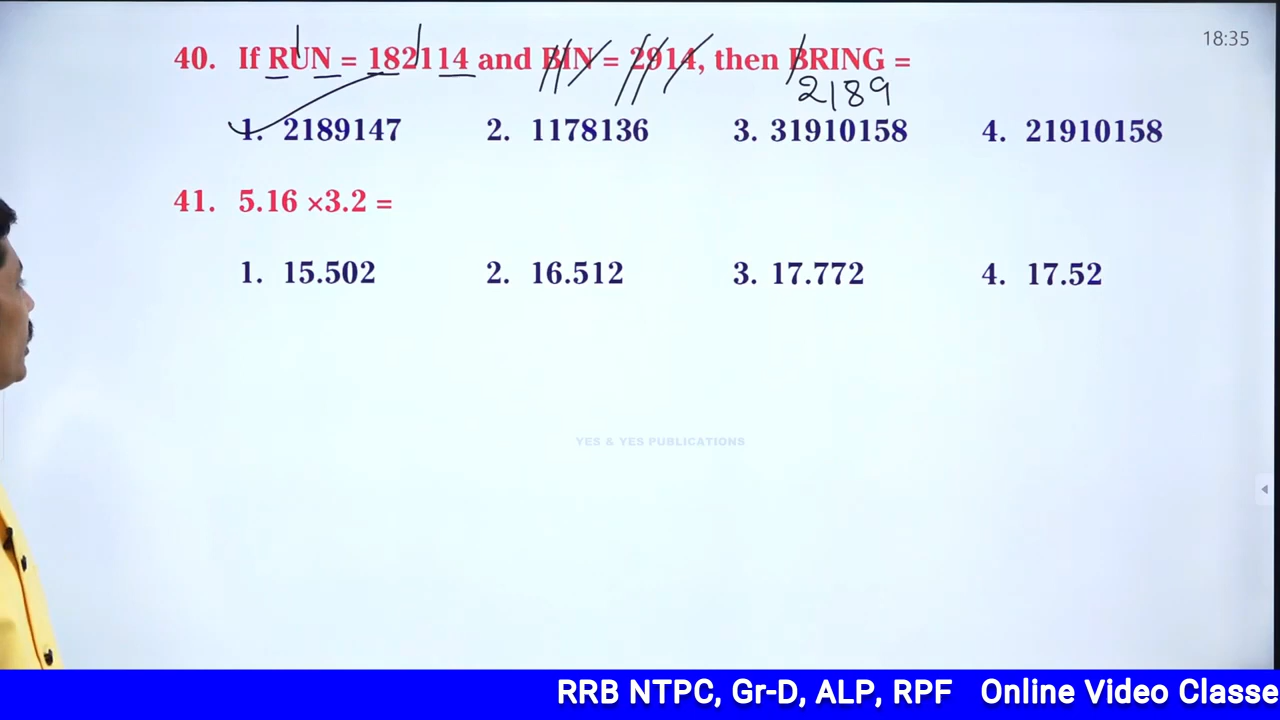 18:35
40. If RUN = 182114 and BIN = 2914, then BRING =
2189
1. 2189147 2. 1178136 3. 31910158 4. 21910158
41. 5.16 ×3.2 =
1. 15.502 2. 16.512 3. 17.772 4. 17.52
YES & YES PUBLICATIONS
RRB NTPC, Gr-D, ALP, RPF Online Video Classe